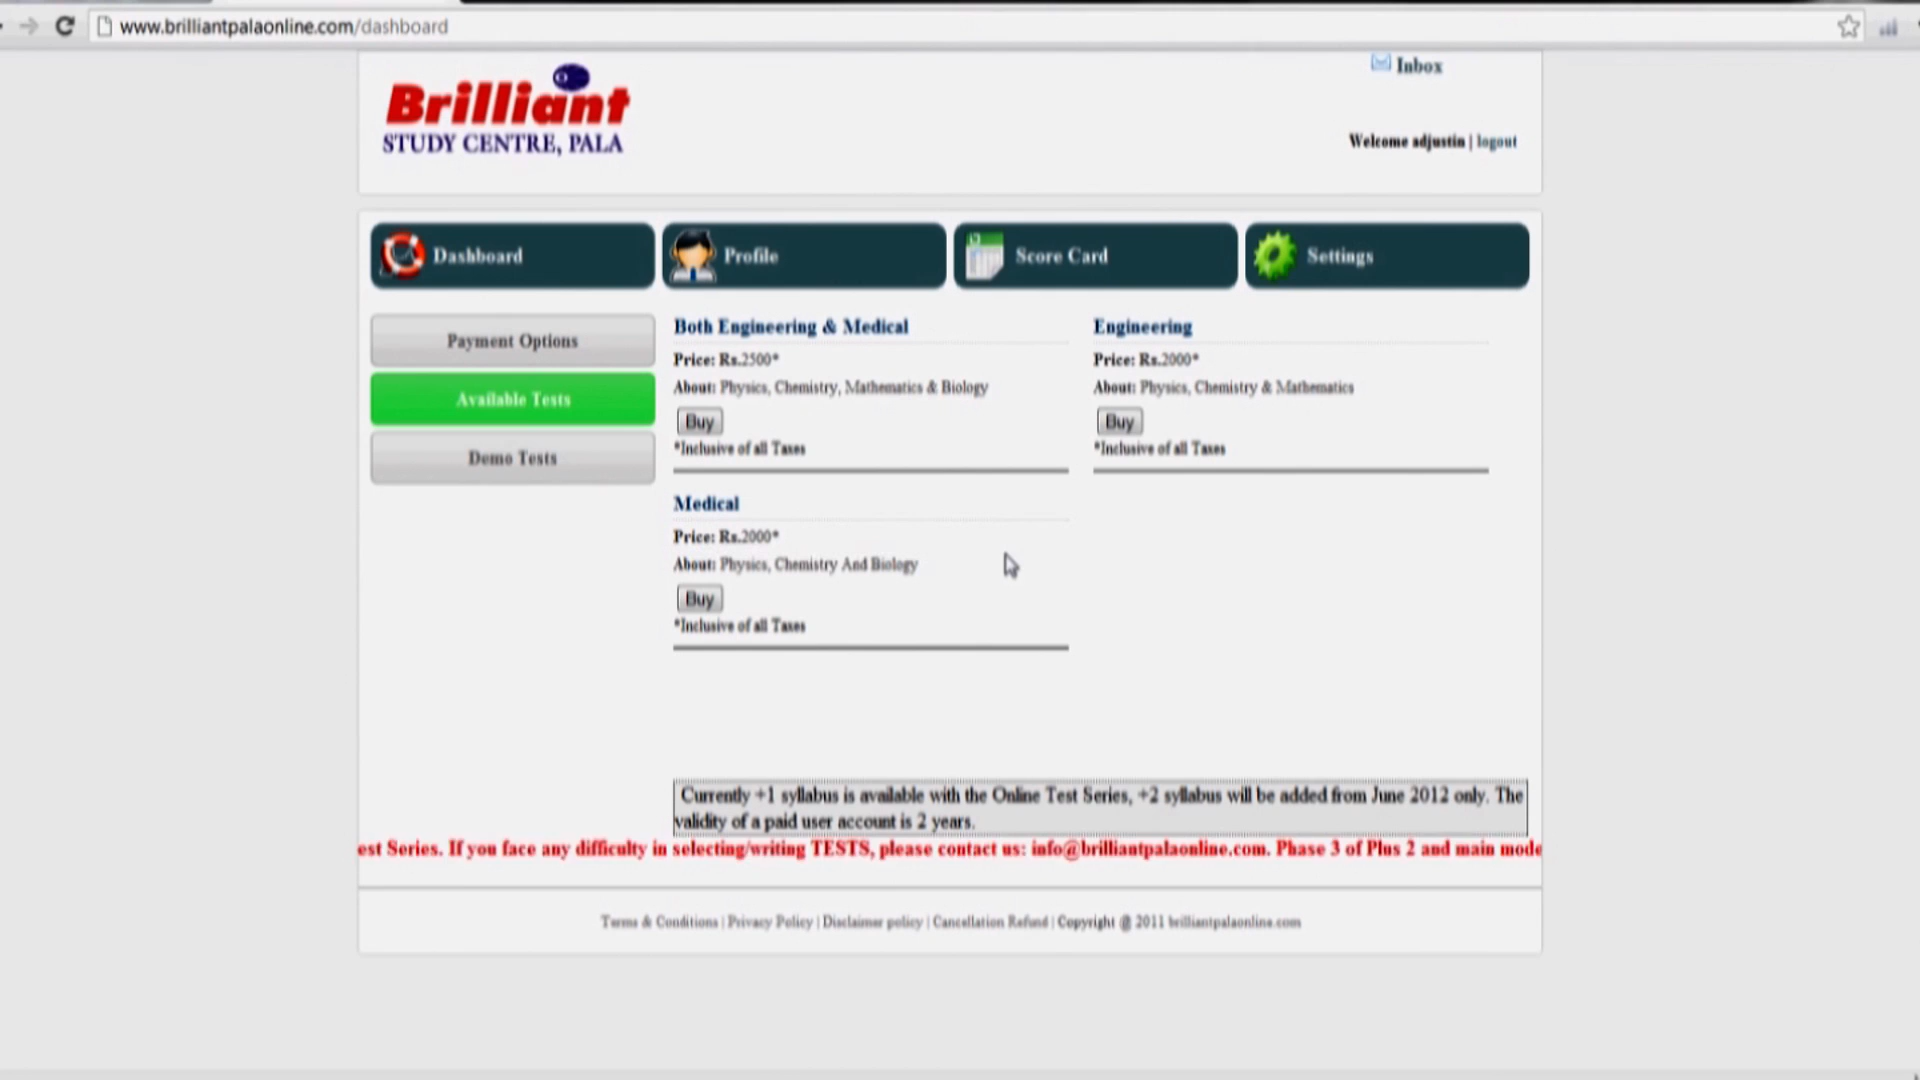 www.brilliantpalaonline.com/dashboard
Inbox
Brilliant
STUDY CENTRE, PALA
Welcome adjustin | logout
Dashboard
Profile
Score Card
Settings
Payment Options
Available Tests
Demo Tests
Both Engineering & Medical
Price: Rs.2500*
About: Physics, Chemistry, Mathematics & Biology
Buy
*Inclusive of all Taxes
Engineering
Price: Rs.2000*
About: Physics, Chemistry & Mathematics
Buy
*Inclusive of all Taxes
Medical
Price: Rs.2000*
About: Physics, Chemistry And Biology
Buy
*Inclusive of all Taxes
Currently +1 syllabus is available with the Online Test Series, +2 syllabus will be added from June 2012 only. The
validity of a paid user account is 2 years.
est Series. If you face any difficulty in selecting/writing TESTS, please contact us: info@brilliantpalaonline.com. Phase 3 of Plus 2 and main mode
Terms & Conditions | Privacy Policy | Disclaimer policy | Cancellation Refund | Copyright @ 2011 brilliantpalaonline.com